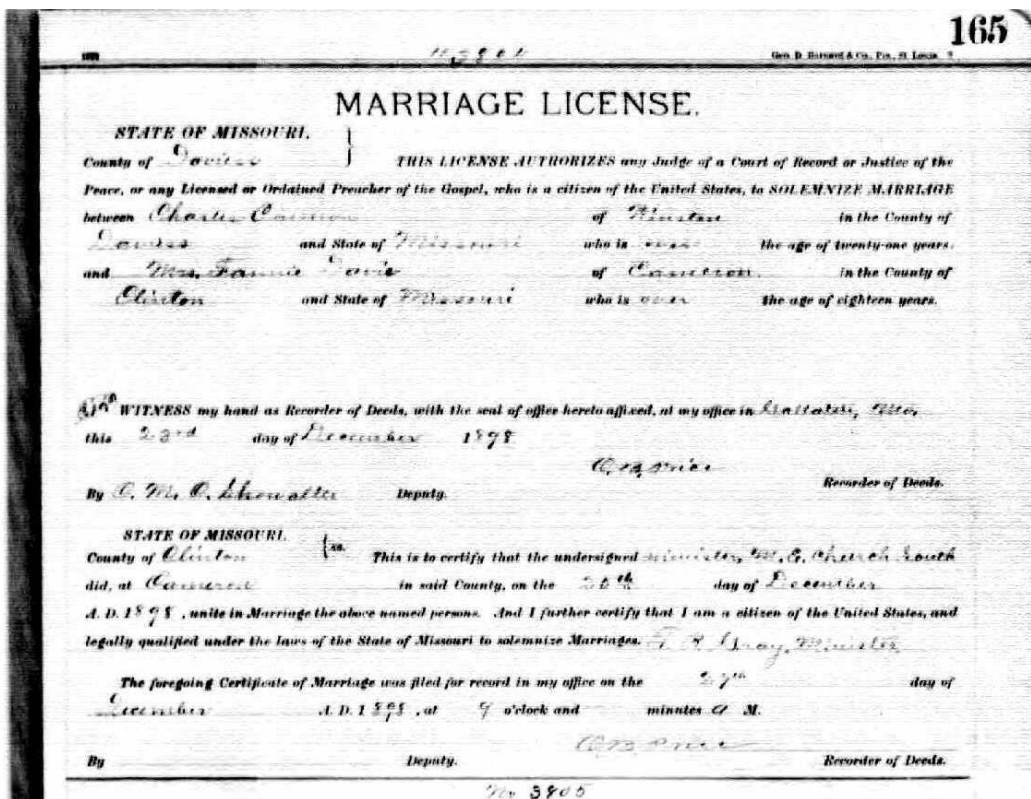 165
No 3804 Geo. D. Barnard & Co., Pts., St. Louis
MARRIAGE LICENSE.
STATE OF MISSOURI,
County of Daviess THIS LICENSE AUTHORIZES any Judge of a Court of Record or Justice of the
Peace, or any Licensed or Ordained Preacher of the Gospel, who is a citizen of the United States, to SOLEMNIZE MARRIAGE
between Charles Cannon of Winston in the County of
Daviess and State of Missouri who is over the age of twenty-one years.
and Mrs. Fannie Davis of Cameron in the County of
Clinton and State of Missouri who is over the age of eighteen years.
WITNESS my hand as Recorder of Deeds, with the seal of office hereto affixed, at my office in Gallatin, Mo,
this 23rd day of December 1898
Recorder of Deeds.
By O. M. O. Showalter Deputy.
STATE OF MISSOURI,
County of Clinton ss. This is to certify that the undersigned minister, M. E. Church South
did, at Cameron in said County, on the day of December
A. D. 1898, unite in Marriage the above named persons. And I further certify that I am a citizen of the United States, and
legally qualified under the laws of the State of Missouri to solemnize Marriages. Gray, Minister
The foregoing Certificate of Marriage was filed for record in my office on the 27th day of
December A. D. 1898, at 9 o'clock and minutes a M.
By Deputy. Recorder of Deeds.
No 3805